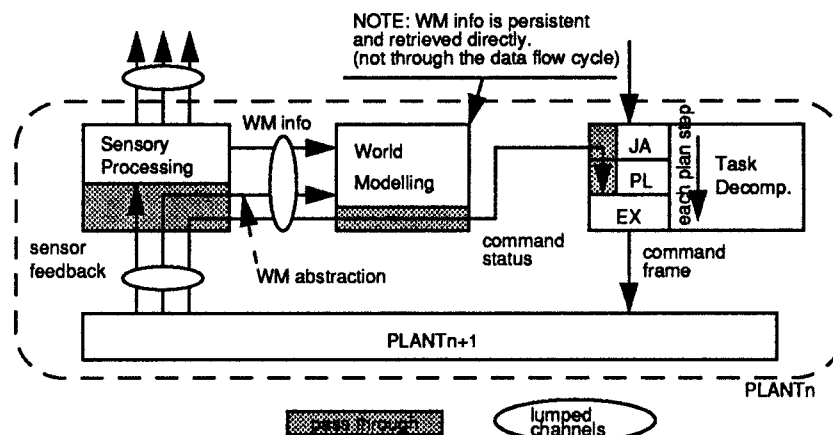 NOTE: WM info is persistent
and retrieved directly.
(not through the data flow cycle)
WM info
Sensory
Processing
World
Modelling
JA
PL
EX
each plan step
Task
Decomp.
sensor
feedback
WM abstraction
command
status
command
frame
PLANTn+1
PLANTn
pass through
lumped
channels